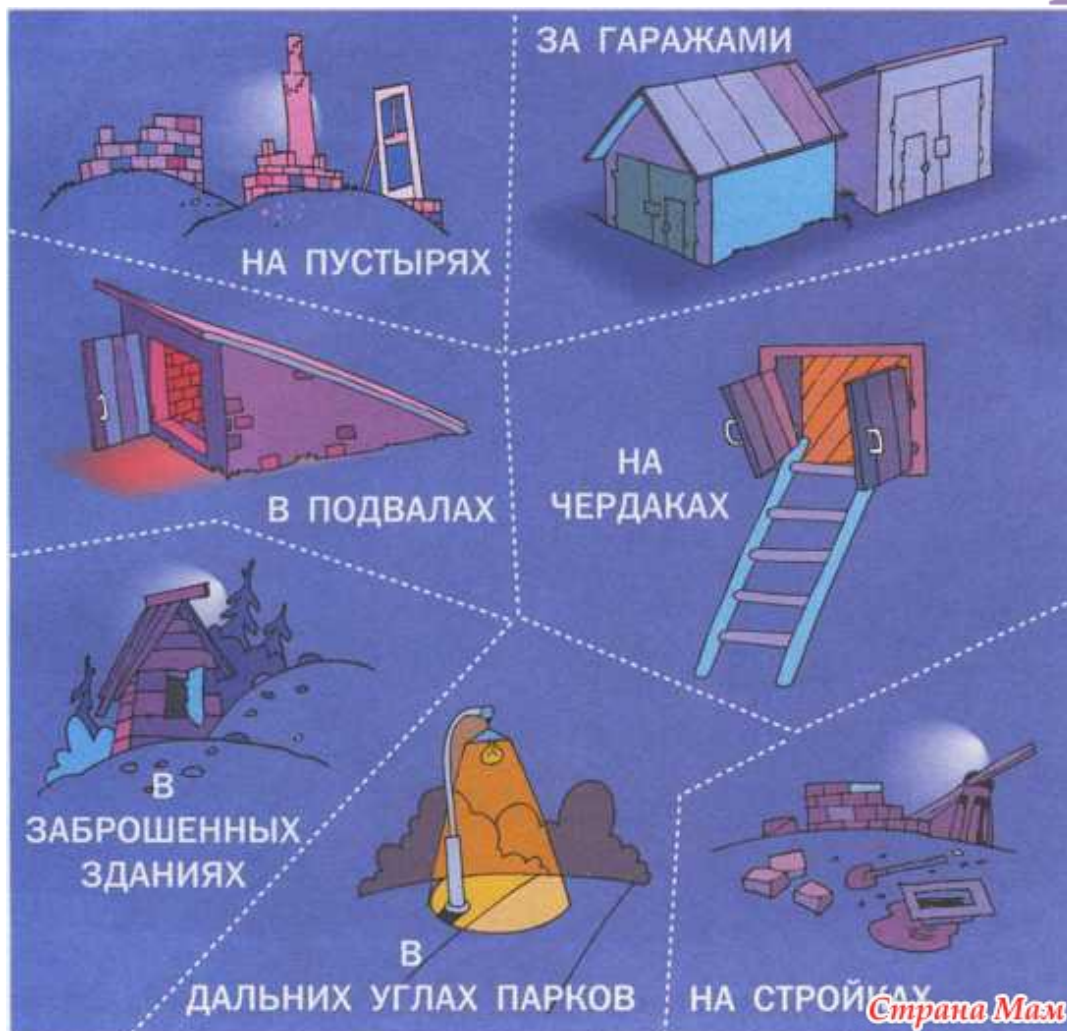 ЗА ГАРАЖАМИ
НА ПУСТЫРЯХ
В ПОДВАЛАХ
НА
ЧЕРДАКАХ
В
ЗАБРОШЕННЫХ
ЗДАНИЯХ
В
ДАЛЬНИХ УГЛАХ ПАРКОВ
НА СТРОЙКАХ
Страна Мам